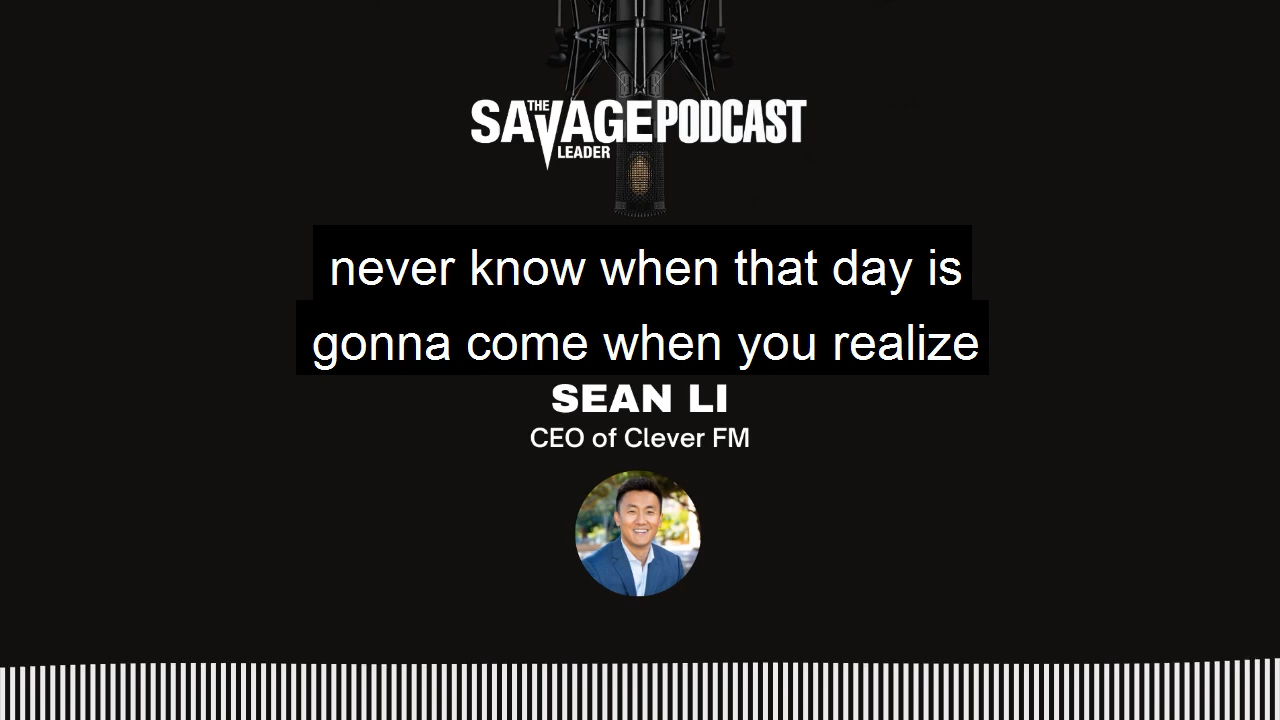 THE SAVAGE LEADER PODCAST
never know when that day is
gonna come when you realize
SEAN LI
CEO of Clever FM